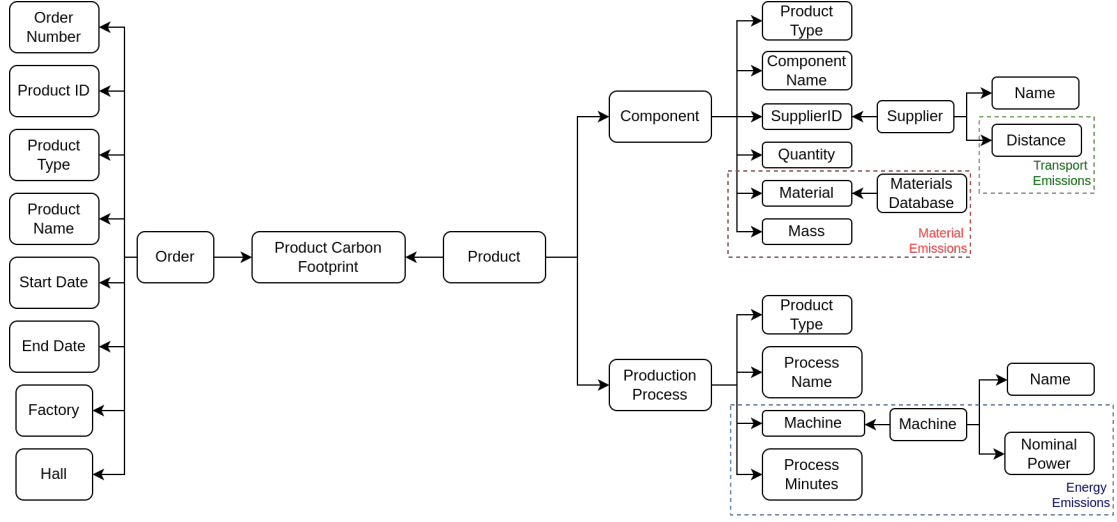 Order
Number
Product ID
Product
Type
Product
Name
Start Date
End Date
Factory
Hall
Order
Product Carbon
Footprint
Product
Component
Product
Type
Component
Name
SupplierID
Quantity
Material
Mass
Supplier
Name
Distance
Transport
Emissions
Materials
Database
Material
Emissions
Production
Process
Product
Type
Process
Name
Machine
Process
Minutes
Machine
Name
Nominal
Power
Energy
Emissions